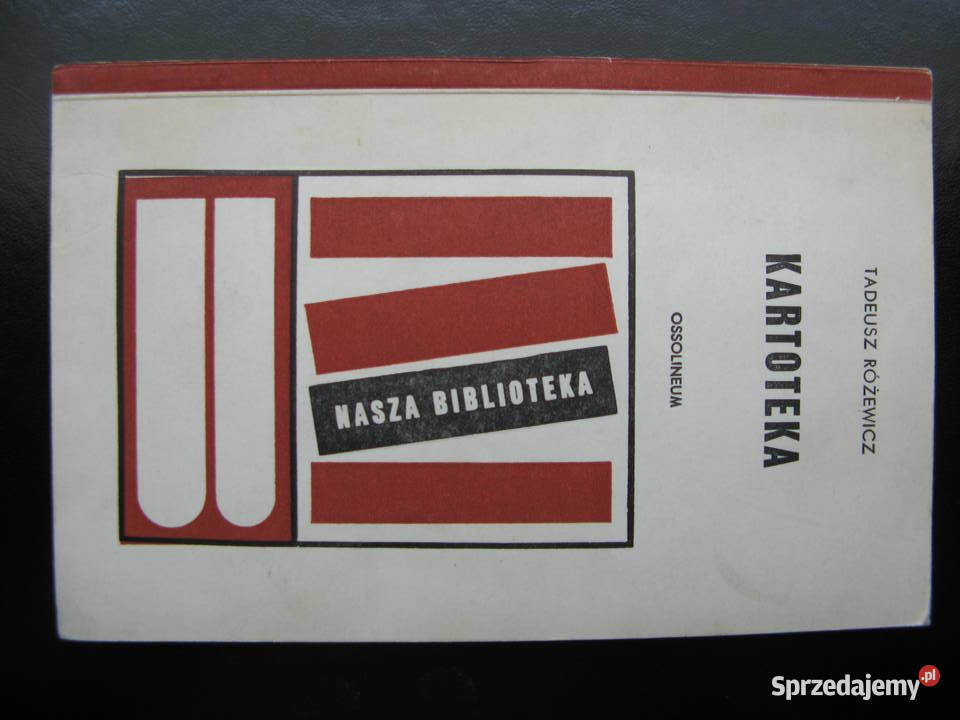 TADEUSZ RÓŻEWICZ
KARTOTEKA
OSSOLINEUM
NASZA BIBLIOTEKA
Sprzedajemy.pl